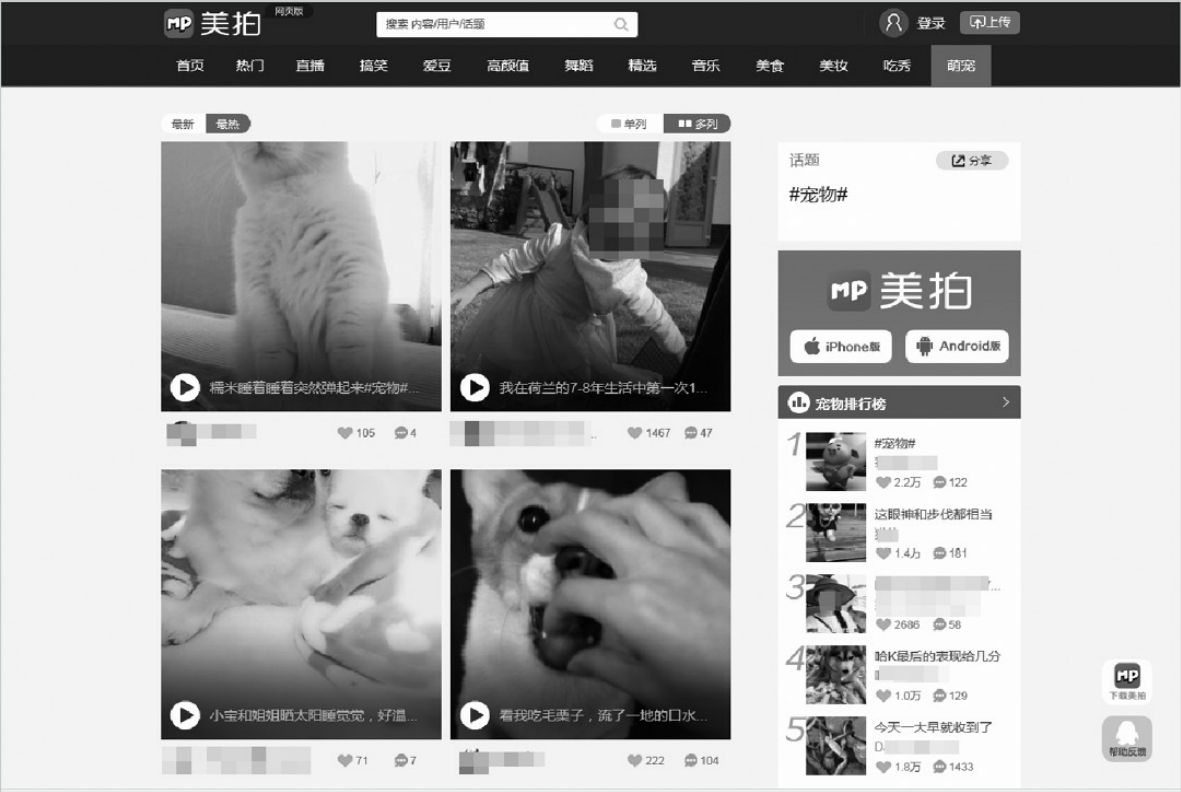 MP 美拍 网页版
搜索 内容/用户/话题
登录
上传
首页 热门 直播 搞笑 爱豆 高颜值 舞蹈 精选 音乐 美食 美妆 吃秀 萌宠
最新 最热
单列 多列
糯米睡着睡着突然弹起来#宠物#...
105 4
我在荷兰的7-8年生活中第一次1...
1467 47
小宝和姐姐晒太阳睡觉觉，好温...
71 7
看我吃毛栗子，流了一地的口水...
222 104
话题
分享
#宠物#
MP 美拍
iPhone版
Android版
宠物排行榜
1
#宠物#
2.2万 122
2
这眼神和步伐都相当
1.4万 181
3
2686 58
4
哈K最后的表现给几分
1.0万 129
5
今天一大早就收到了
1.8万 1433
MP
下载美拍
帮助反馈